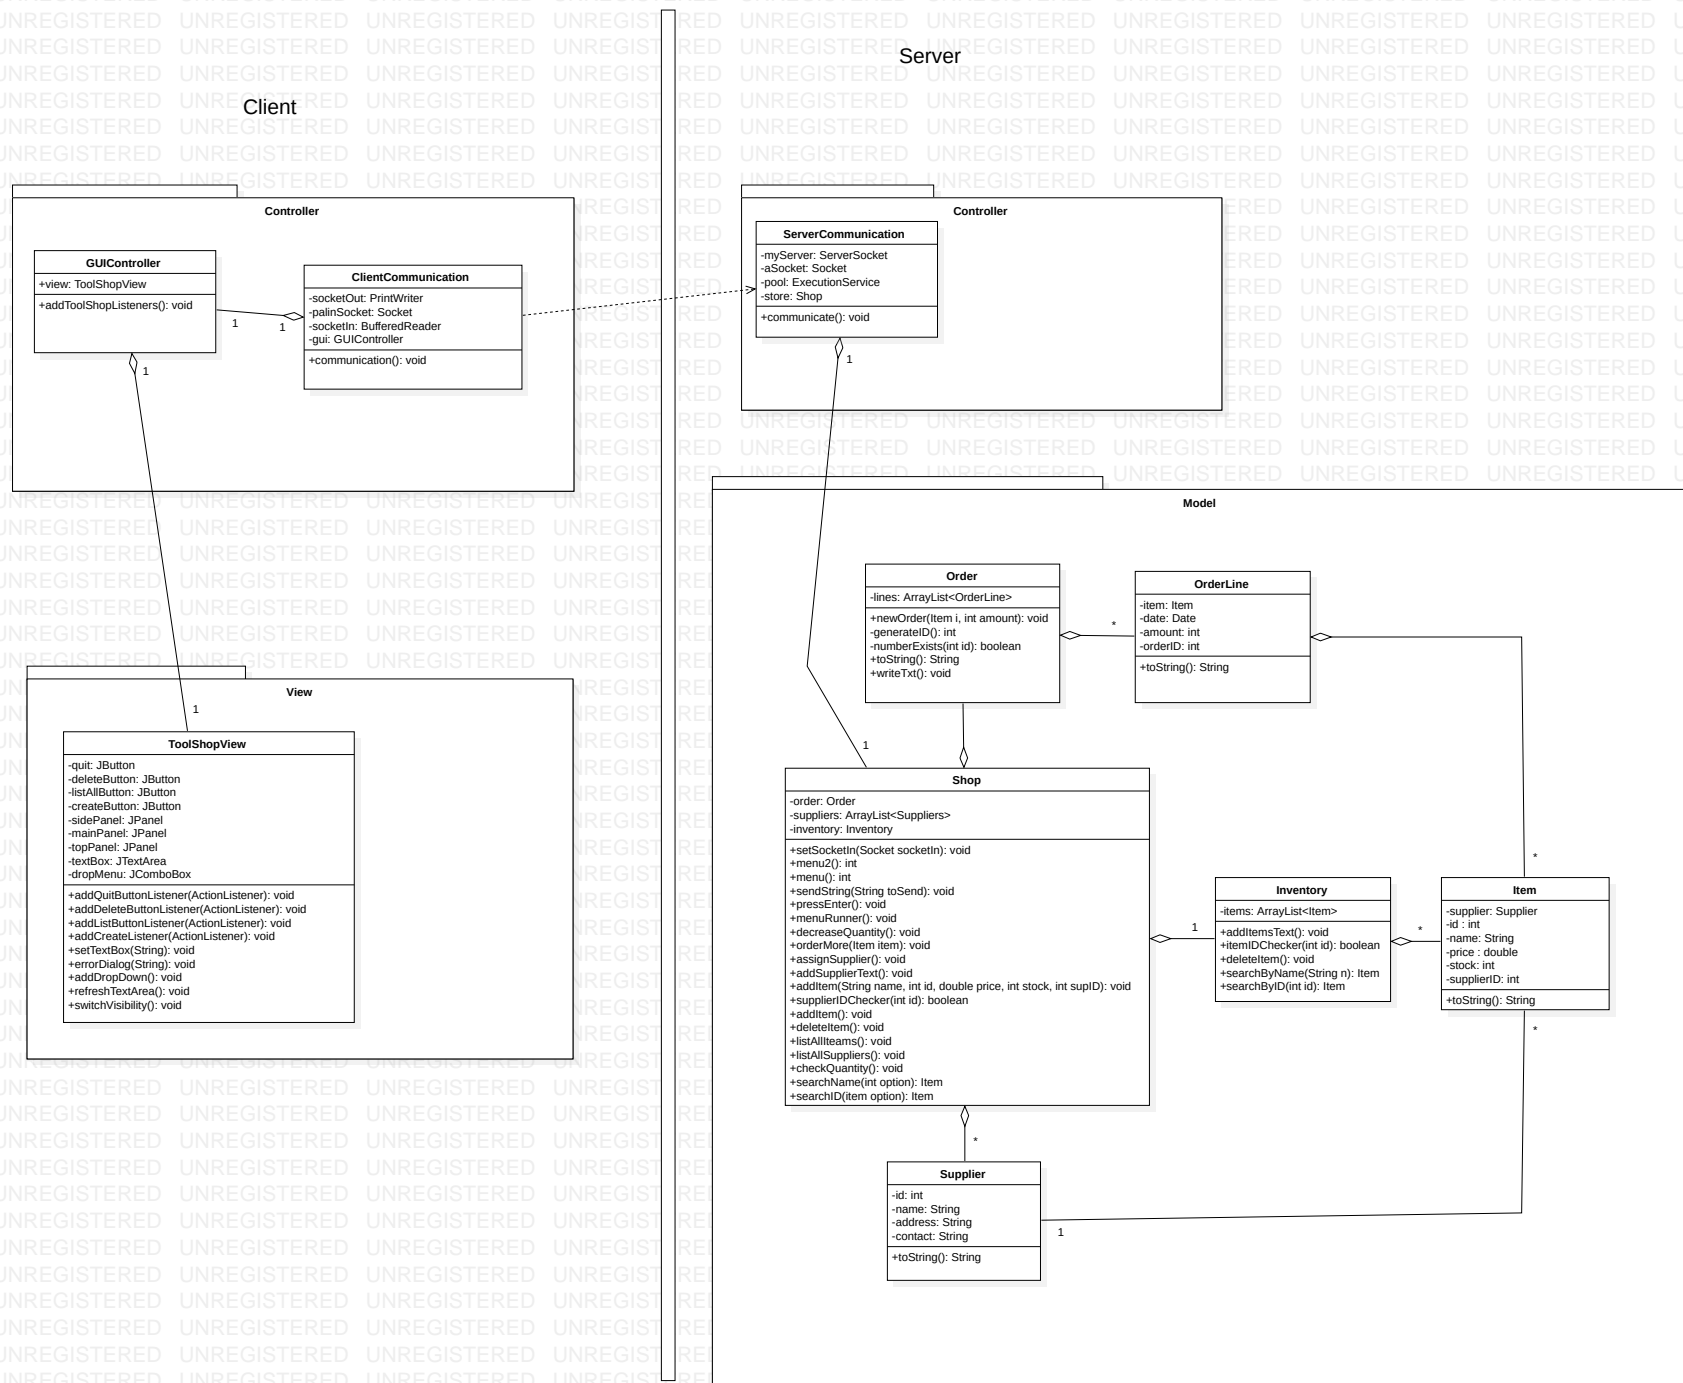 Client
Server
Controller
GUIController
+view: ToolShopView
+addToolShopListeners(): void
ClientCommunication
-socketOut: PrintWriter
-palinSocket: Socket
-socketIn: BufferedReader
-gui: GUIController
+communication(): void
1
1
1
View
1
ToolShopView
-quit: JButton
-deleteButton: JButton
-listAllButton: JButton
-createButton: JButton
-sidePanel: JPanel
-mainPanel: JPanel
-topPanel: JPanel
-textBox: JTextArea
-dropMenu: JComboBox
+addQuitButtonListener(ActionListener): void
+addDeleteButtonListener(ActionListener): void
+addListButtonListener(ActionListener): void
+addCreateListener(ActionListener): void
+setTextBox(String): void
+errorDialog(String): void
+addDropDown(): void
+refreshTextArea(): void
+switchVisibility(): void
Controller
ServerCommunication
-myServer: ServerSocket
-aSocket: Socket
-pool: ExecutionService
-store: Shop
+communicate(): void
1
Model
Order
-lines: ArrayList<OrderLine>
+newOrder(Item i, int amount): void
-generateID(): int
-numberExists(int id): boolean
+toString(): String
+writeTxt(): void
*
OrderLine
-item: Item
-date: Date
-amount: int
-orderID: int
+toString(): String
1
Shop
-order: Order
-suppliers: ArrayList<Suppliers>
-inventory: Inventory
+setSocketIn(Socket socketIn): void
+menu2(): int
+menu(): int
+sendString(String toSend): void
+pressEnter(): void
+menuRunner(): void
+decreaseQuantity(): void
+orderMore(Item item): void
+assignSupplier(): void
+addSupplierText(): void
+addItem(String name, int id, double price, int stock, int supID): void
+supplierIDChecker(int id): boolean
+addItem(): void
+deleteItem(): void
+listAllIteams(): void
+listAllSuppliers(): void
+checkQuantity(): void
+searchName(int option): Item
+searchID(item option): Item
1
Inventory
-items: ArrayList<Item>
+addItemsText(): void
+itemIDChecker(int id): boolean
+deleteItem(): void
+searchByName(String n): Item
+searchByID(int id): Item
*
*
Item
-supplier: Supplier
-id : int
-name: String
-price : double
-stock: int
-supplierID: int
+toString(): String
*
*
Supplier
-id: int
-name: String
-address: String
-contact: String
+toString(): String
1